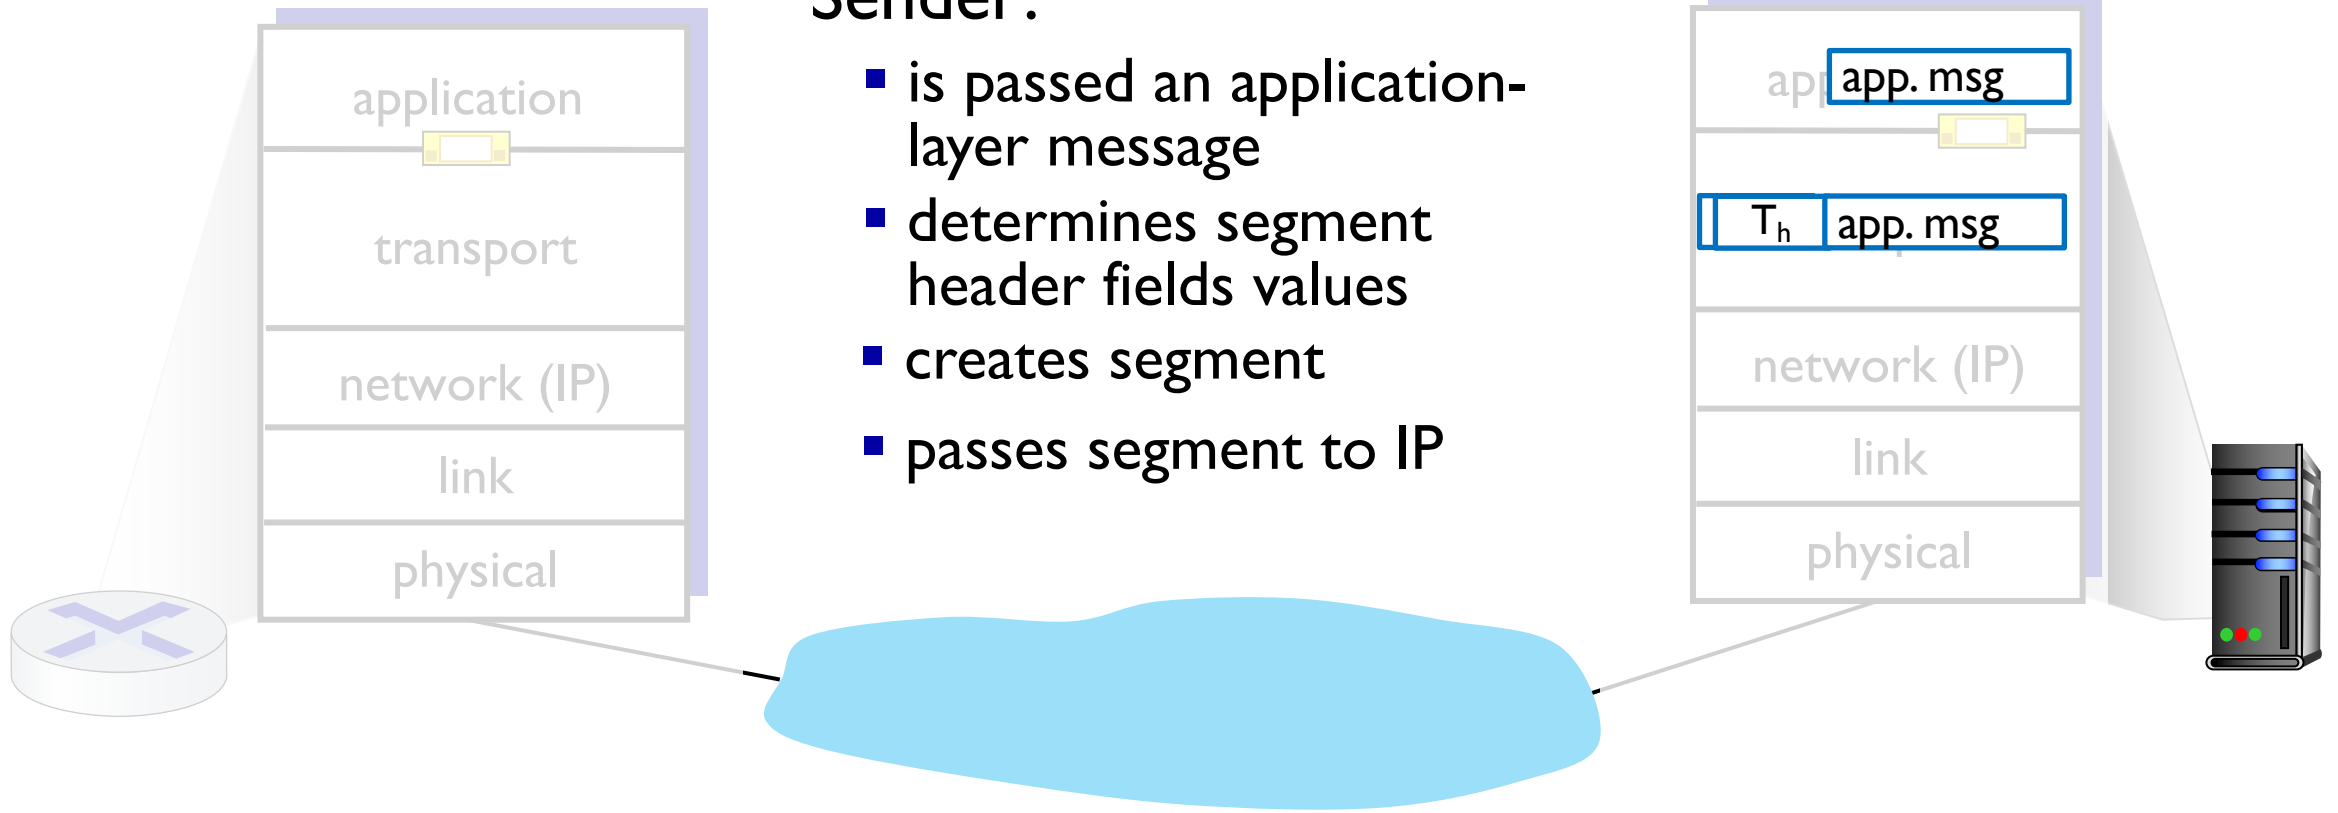 Sender:
is passed an application-
layer message
determines segment
header fields values
creates segment
passes segment to IP
application
transport
network (IP)
link
physical
app. msg
Th app. msg
network (IP)
link
physical